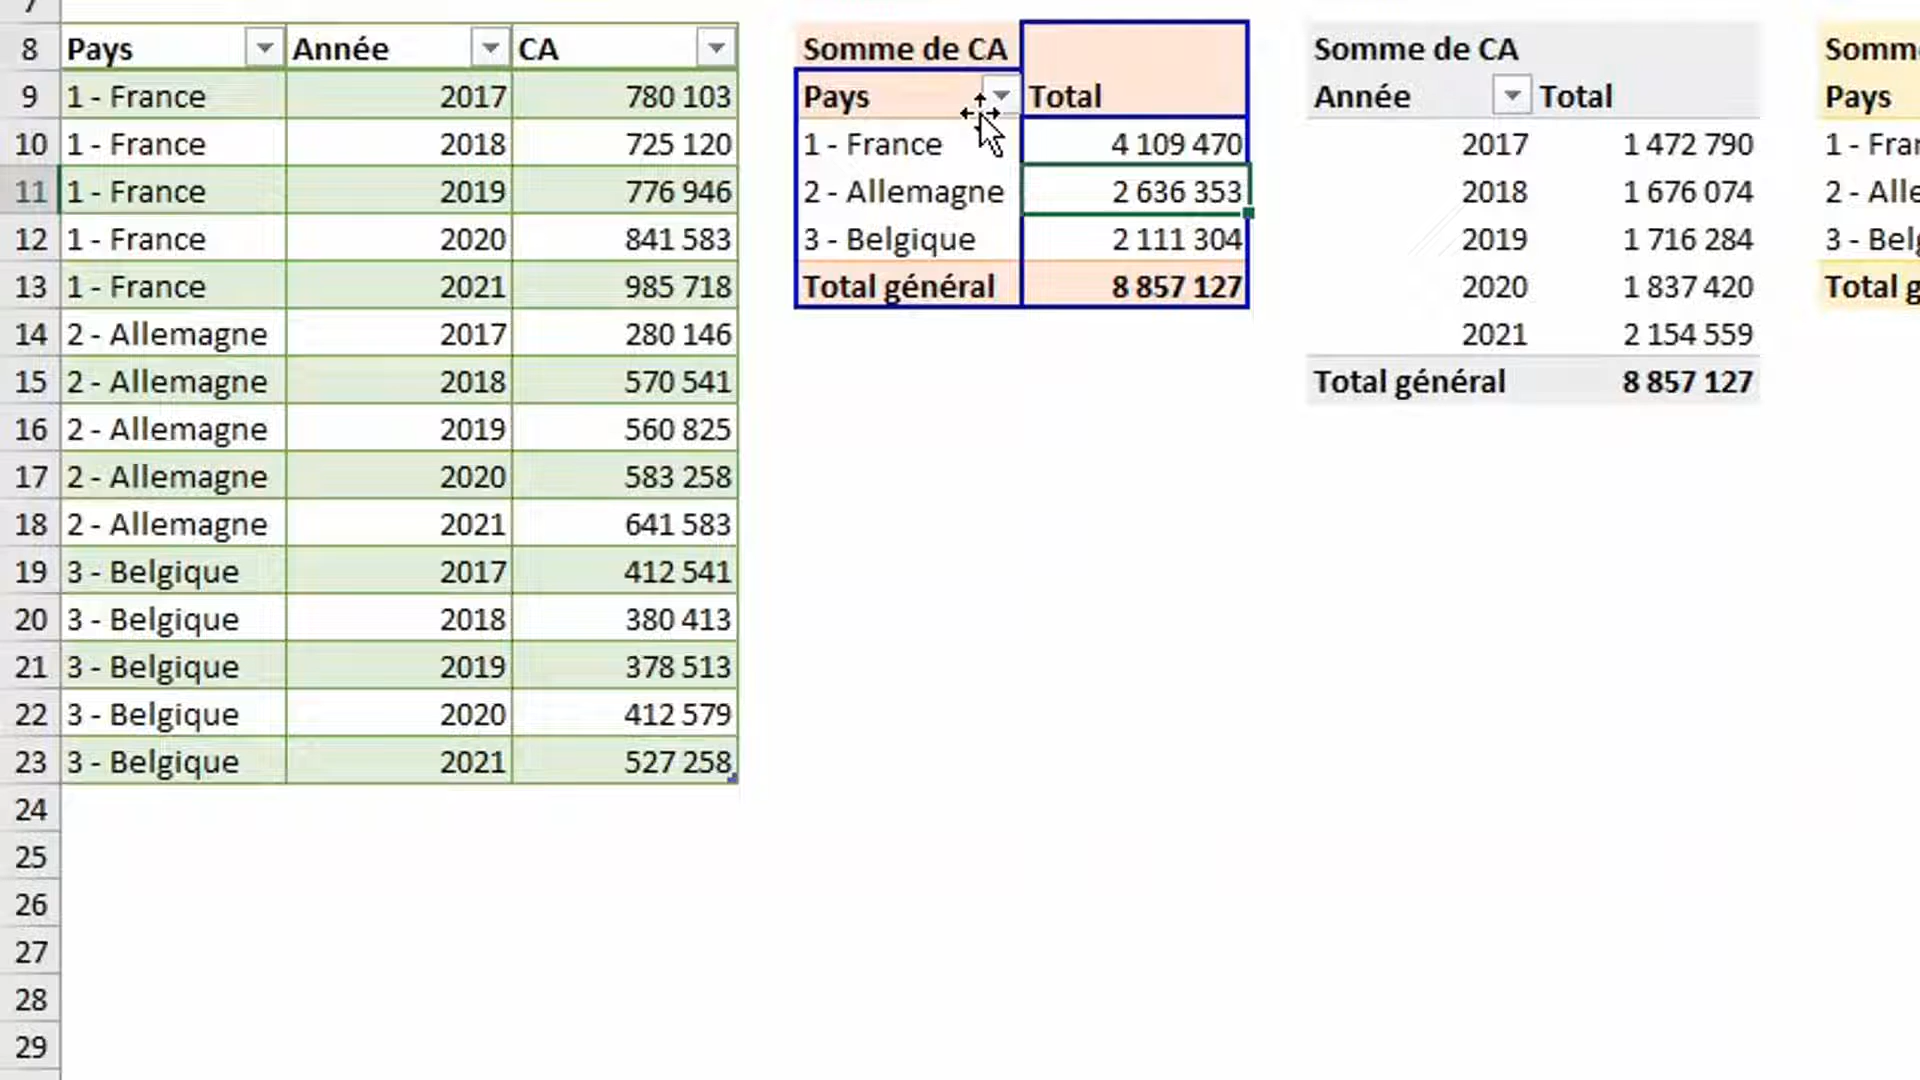 7
8 Pays Année CA Somme de CA Somme de CA
9 1 - France 2017 780 103 Pays Total Année Total Pays
10 1 - France 2018 725 120 1 - France 4 109 470 2017 1 472 790
11 1 - France 2019 776 946 2 - Allemagne 2 636 353 2018 1 676 074
12 1 - France 2020 841 583 3 - Belgique 2 111 304 2019 1 716 284
13 1 - France 2021 985 718 Total général 8 857 127 2020 1 837 420
14 2 - Allemagne 2017 280 146 2021 2 154 559
15 2 - Allemagne 2018 570 541 Total général 8 857 127
16 2 - Allemagne 2019 560 825
17 2 - Allemagne 2020 583 258
18 2 - Allemagne 2021 641 583
19 3 - Belgique 2017 412 541
20 3 - Belgique 2018 380 413
21 3 - Belgique 2019 378 513
22 3 - Belgique 2020 412 579
23 3 - Belgique 2021 527 258
24
25
26
27
28
29